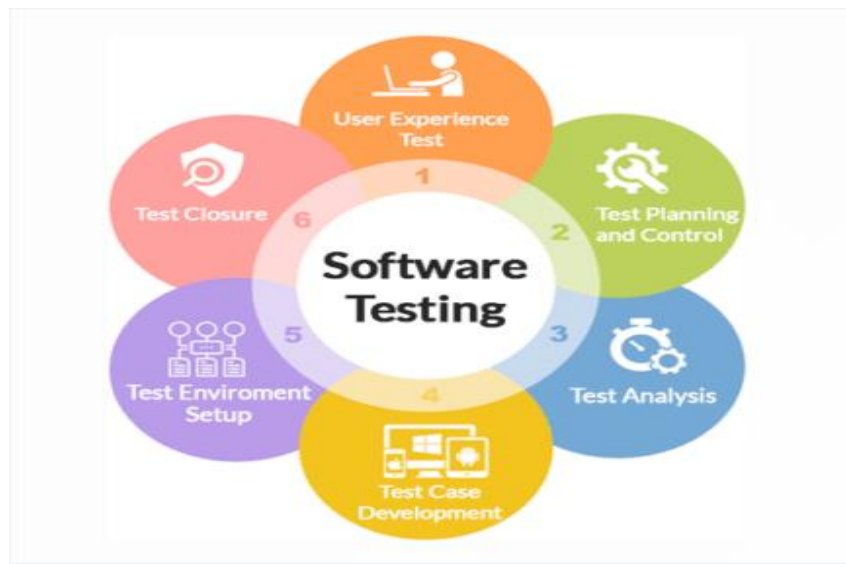 User Experience
Test
1
Test Planning
and Control
2
Test Analysis
3
Test Case
Development
4
Test Enviroment
Setup
5
Test Closure
6
Software
Testing